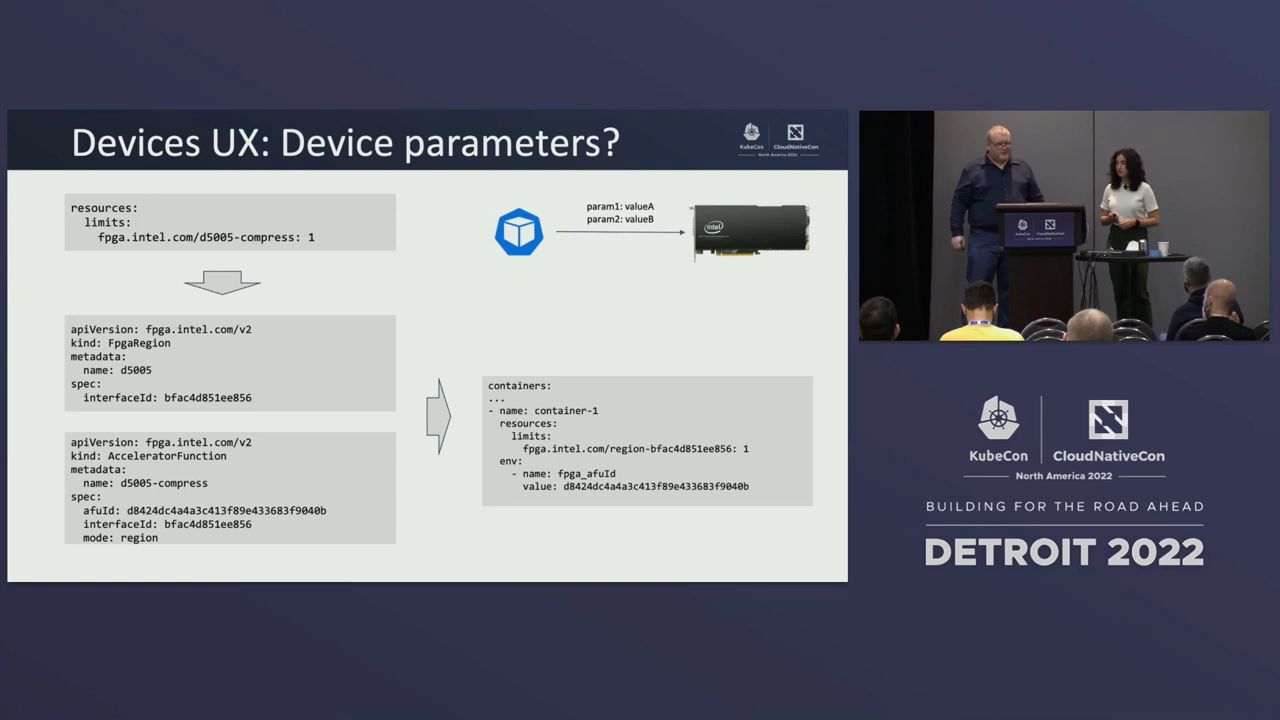 Devices UX: Device parameters?
KubeCon
CloudNativeCon
North America 2022
resources:
limits:
fpga.intel.com/d5005-compress: 1
param1: valueA
param2: valueB
intel
apiVersion: fpga.intel.com/v2
kind: FpgaRegion
metadata:
name: d5005
spec:
interfaceId: bfac4d851ee856
apiVersion: fpga.intel.com/v2
kind: AcceleratorFunction
metadata:
name: d5005-compress
spec:
afuId: d8424dc4a4a3c413f89e433683f9040b
interfaceId: bfac4d851ee856
mode: region
containers:
...
- name: container-1
resources:
limits:
fpga.intel.com/region-bfac4d851ee856: 1
env:
- name: fpga_afuId
value: d8424dc4a4a3c413f89e433683f9040b
KubeCon
CloudNativeCon
North America 2022
BUILDING FOR THE ROAD AHEAD
DETROIT 2022